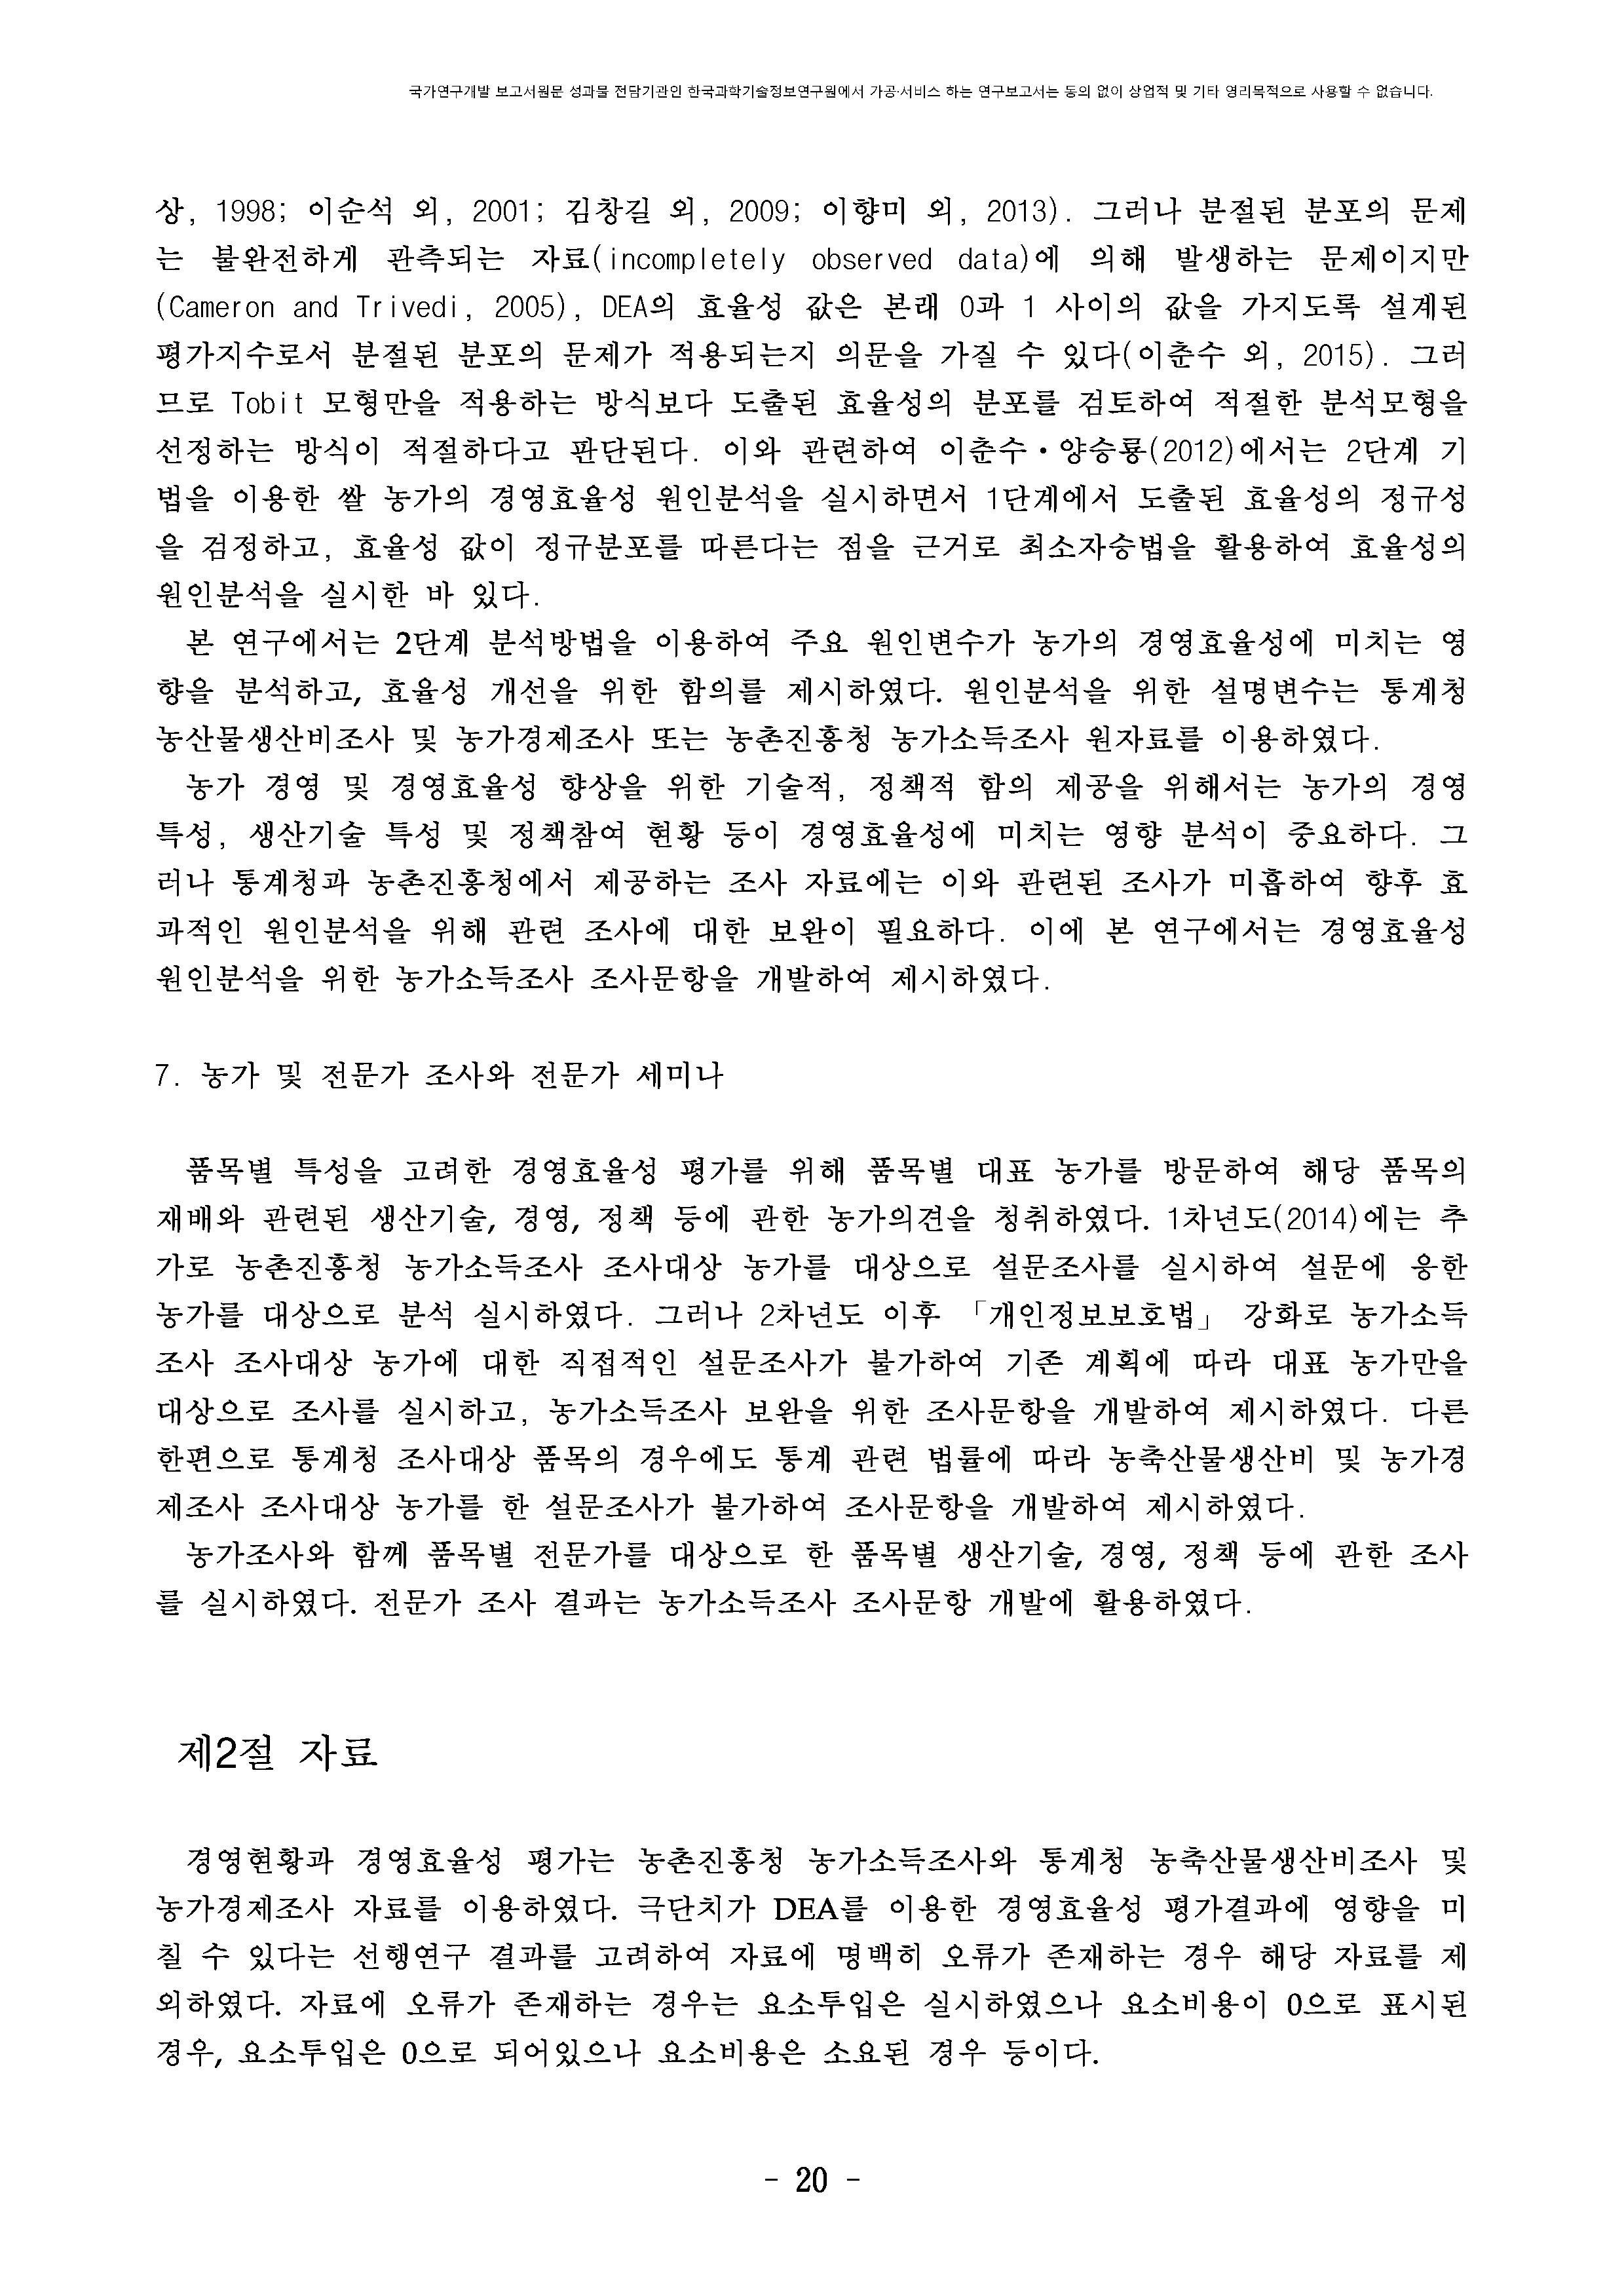 국가연구개발 보고서원문 성과물 전담기관인 한국과학기술정보연구원에서 가공·서비스 하는 연구보고서는 동의 없이 상업적 및 기타 영리목적으로 사용할 수 없습니다.
상, 1998; 이순석 외, 2001; 김창길 외, 2009; 이향미 외, 2013). 그러나 분절된 분포의 문제
는 불완전하게 관측되는 자료(incompletely observed data)에 의해 발생하는 문제이지만
(Cameron and Trivedi, 2005), DEA의 효율성 값은 본래 0과 1 사이의 값을 가지도록 설계된
평가지수로서 분절된 분포의 문제가 적용되는지 의문을 가질 수 있다(이춘수 외, 2015). 그러
므로 Tobit 모형만을 적용하는 방식보다 도출된 효율성의 분포를 검토하여 적절한 분석모형을
선정하는 방식이 적절하다고 판단된다. 이와 관련하여 이춘수·양승룡(2012)에서는 2단계 기
법을 이용한 쌀 농가의 경영효율성 원인분석을 실시하면서 1단계에서 도출된 효율성의 정규성
을 검정하고, 효율성 값이 정규분포를 따른다는 점을 근거로 최소자승법을 활용하여 효율성의
원인분석을 실시한 바 있다.
본 연구에서는 2단계 분석방법을 이용하여 주요 원인변수가 농가의 경영효율성에 미치는 영
향을 분석하고, 효율성 개선을 위한 함의를 제시하였다. 원인분석을 위한 설명변수는 통계청
농산물생산비조사 및 농가경제조사 또는 농촌진흥청 농가소득조사 원자료를 이용하였다.
농가 경영 및 경영효율성 향상을 위한 기술적, 정책적 함의 제공을 위해서는 농가의 경영
특성, 생산기술 특성 및 정책참여 현황 등이 경영효율성에 미치는 영향 분석이 중요하다. 그
러나 통계청과 농촌진흥청에서 제공하는 조사 자료에는 이와 관련된 조사가 미흡하여 향후 효
과적인 원인분석을 위해 관련 조사에 대한 보완이 필요하다. 이에 본 연구에서는 경영효율성
원인분석을 위한 농가소득조사 조사문항을 개발하여 제시하였다.
7. 농가 및 전문가 조사와 전문가 세미나
품목별 특성을 고려한 경영효율성 평가를 위해 품목별 대표 농가를 방문하여 해당 품목의
재배와 관련된 생산기술, 경영, 정책 등에 관한 농가의견을 청취하였다. 1차년도(2014)에는 추
가로 농촌진흥청 농가소득조사 조사대상 농가를 대상으로 설문조사를 실시하여 설문에 응한
농가를 대상으로 분석 실시하였다. 그러나 2차년도 이후 「개인정보보호법」 강화로 농가소득
조사 조사대상 농가에 대한 직접적인 설문조사가 불가하여 기존 계획에 따라 대표 농가만을
대상으로 조사를 실시하고, 농가소득조사 보완을 위한 조사문항을 개발하여 제시하였다. 다른
한편으로 통계청 조사대상 품목의 경우에도 통계 관련 법률에 따라 농축산물생산비 및 농가경
제조사 조사대상 농가를 한 설문조사가 불가하여 조사문항을 개발하여 제시하였다.
농가조사와 함께 품목별 전문가를 대상으로 한 품목별 생산기술, 경영, 정책 등에 관한 조사
를 실시하였다. 전문가 조사 결과는 농가소득조사 조사문항 개발에 활용하였다.
제2절 자료
경영현황과 경영효율성 평가는 농촌진흥청 농가소득조사와 통계청 농축산물생산비조사 및
농가경제조사 자료를 이용하였다. 극단치가 DEA를 이용한 경영효율성 평가결과에 영향을 미
칠 수 있다는 선행연구 결과를 고려하여 자료에 명백히 오류가 존재하는 경우 해당 자료를 제
외하였다. 자료에 오류가 존재하는 경우는 요소투입은 실시하였으나 요소비용이 0으로 표시된
경우, 요소투입은 0으로 되어있으나 요소비용은 소요된 경우 등이다.
- 20 -